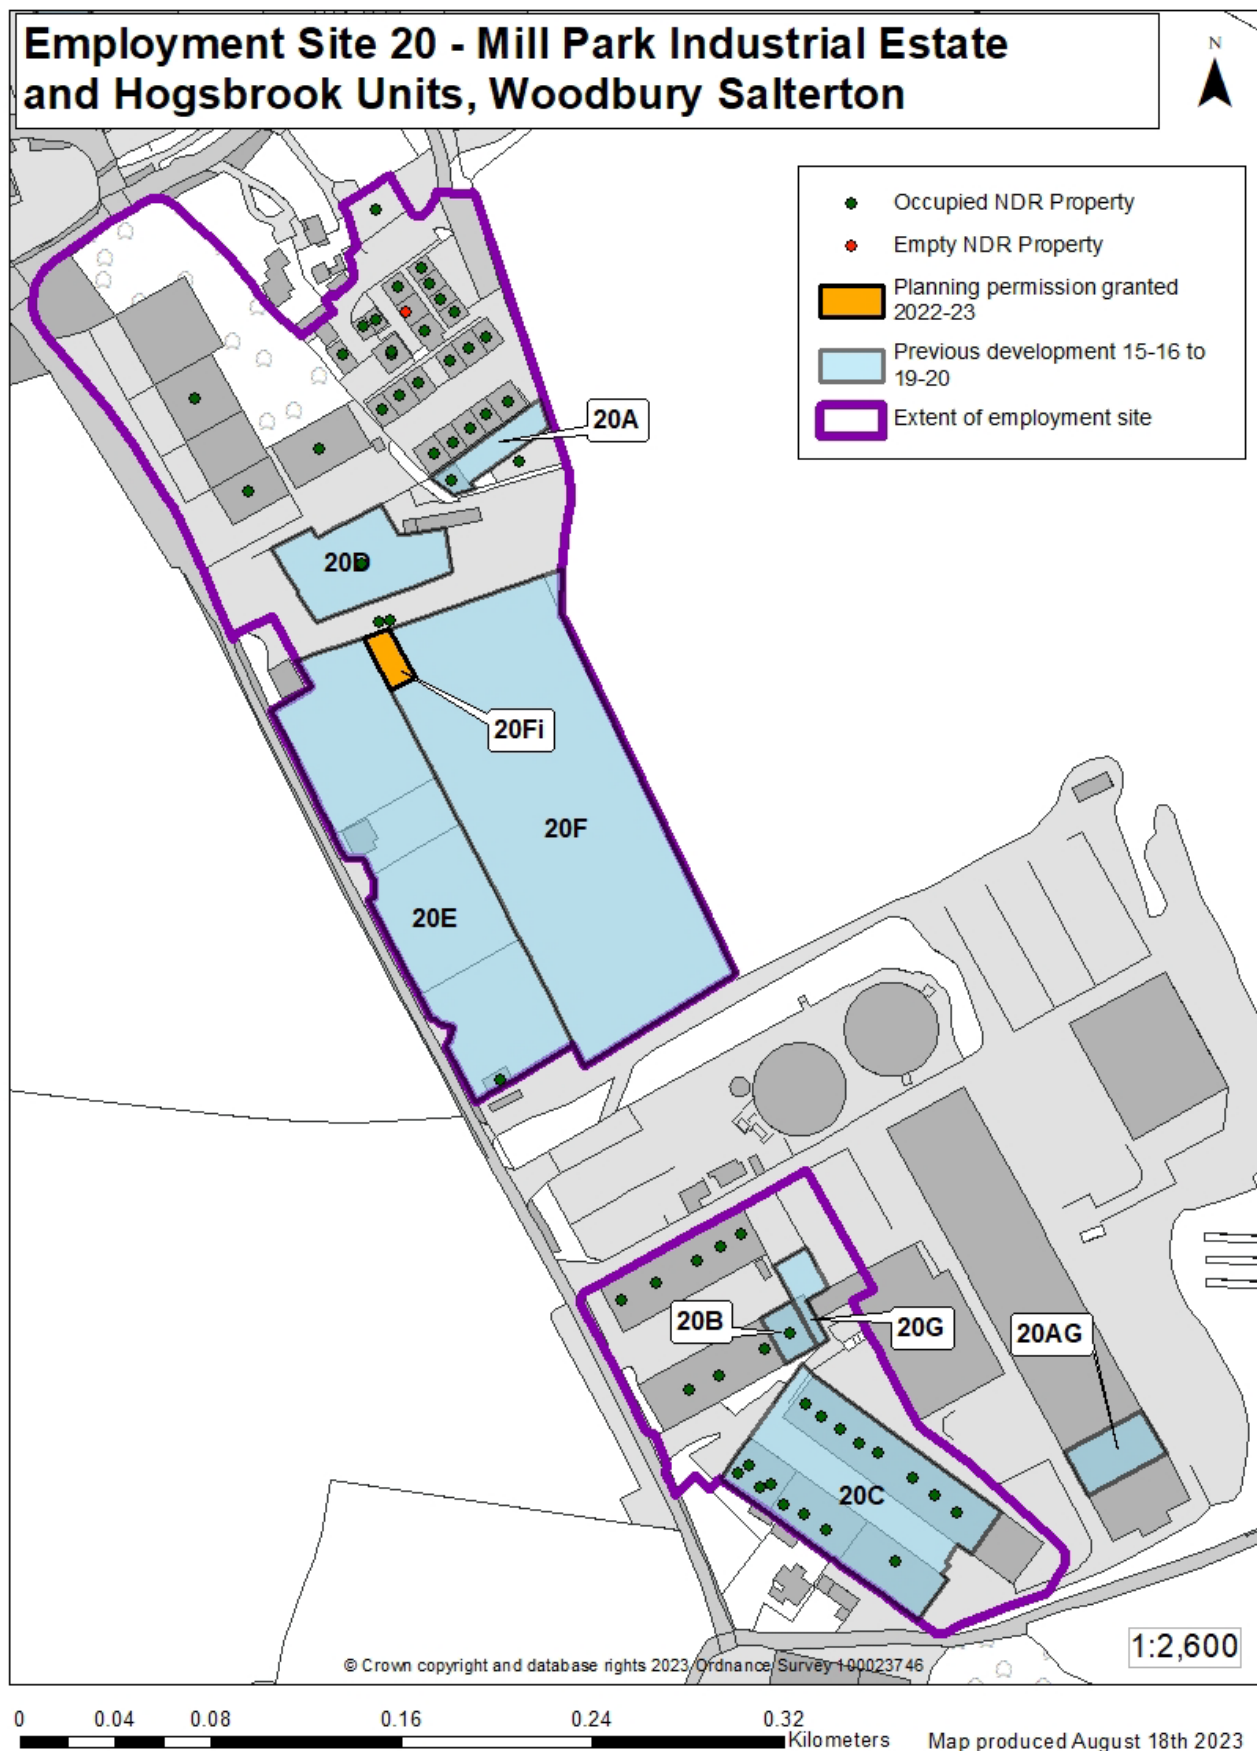 Employment Site 20 - Mill Park Industrial Estate
and Hogsbrook Units, Woodbury Salterton
N
Occupied NDR Property
Empty NDR Property
Planning permission granted
2022-23
Previous development 15-16 to
19-20
Extent of employment site
20A
20D
20Fi
20F
20E
20B
20G
20AG
20C
1:2,600
© Crown copyright and database rights 2023 Ordnance Survey 100023746
0 0.04 0.08 0.16 0.24 0.32
Kilometers
Map produced August 18th 2023